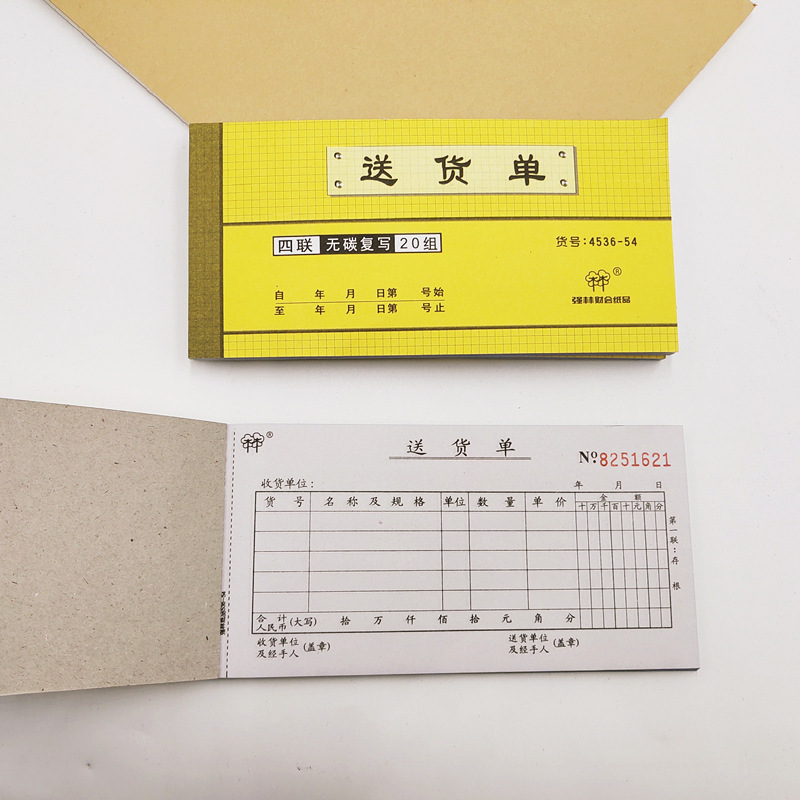 送货单
四联 无碳复写 20组
货号:4536-54
自 年 月 日第 号始
至 年 月 日第 号止
®
强林财会纸品
®
送货单
Nº8251621
收货单位:
年 月 日
货号 名称及规格 单位 数量 单价 金额
十万千百十元角分
第一联:存根
合计
人民币(大写) 拾 万 仟 佰 拾 元 角 分
收货单位
及经手人(盖章)
送货单位
及经手人(盖章)